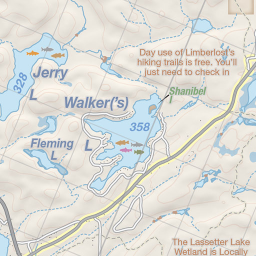 Day use of Limberlost's
hiking trails is free. You'll
just need to check in
Jerry
L
328
Walker('s)
L
Shanibel
358
Fleming
L
The Lassetter Lake
Wetland is Locally